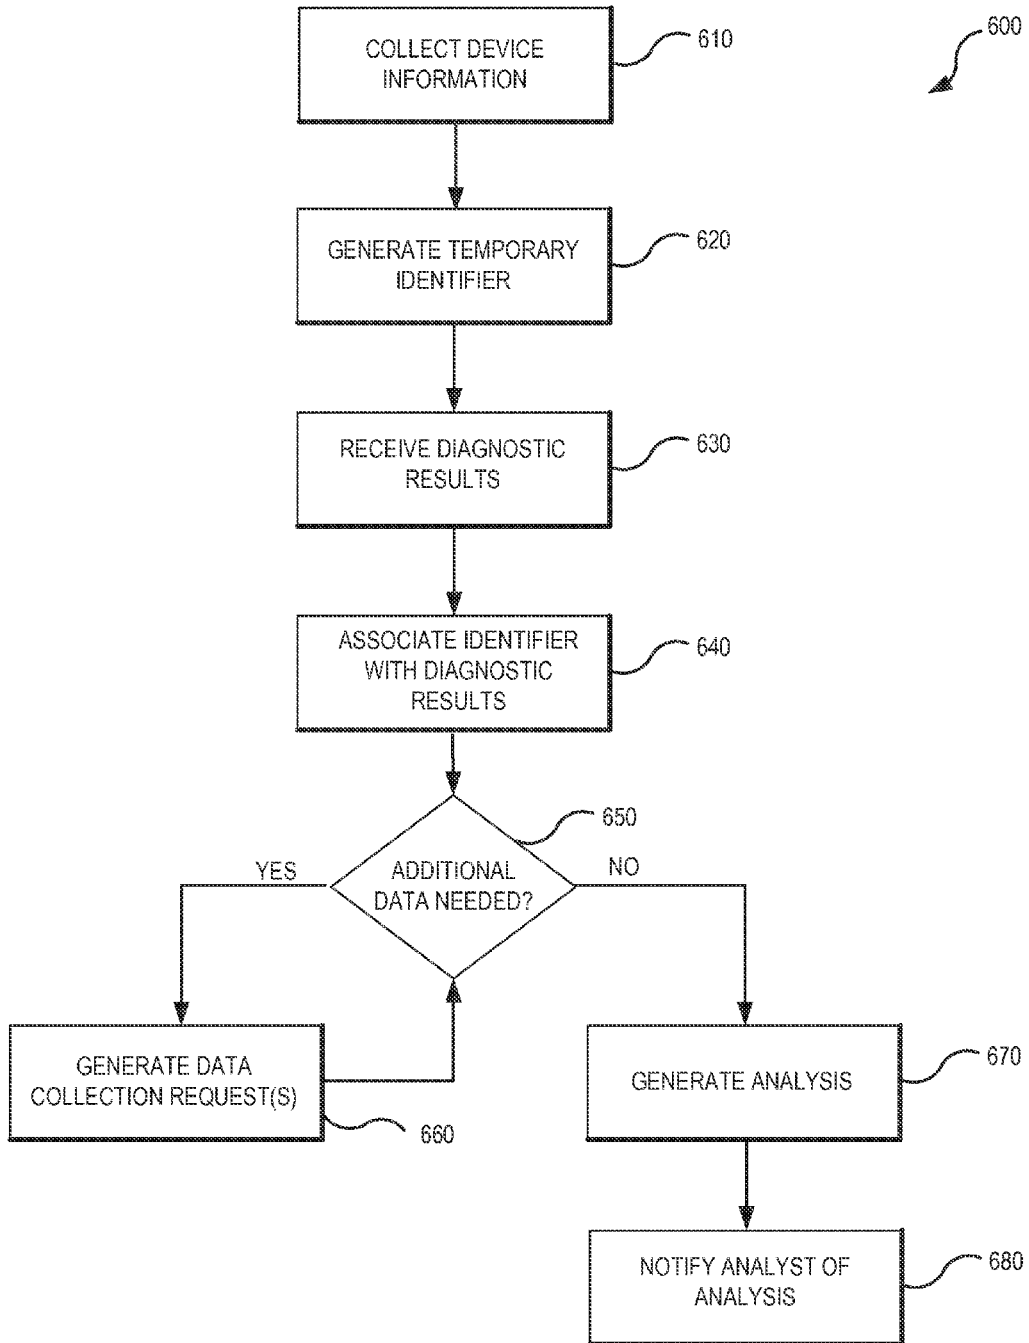 600
COLLECT DEVICE
INFORMATION
610
GENERATE TEMPORARY
IDENTIFIER
620
RECEIVE DIAGNOSTIC
RESULTS
630
ASSOCIATE IDENTIFIER
WITH DIAGNOSTIC
RESULTS
640
650
ADDITIONAL
DATA NEEDED?
YES
NO
GENERATE DATA
COLLECTION REQUEST(S)
660
GENERATE ANALYSIS
670
NOTIFY ANALYST OF
ANALYSIS
680